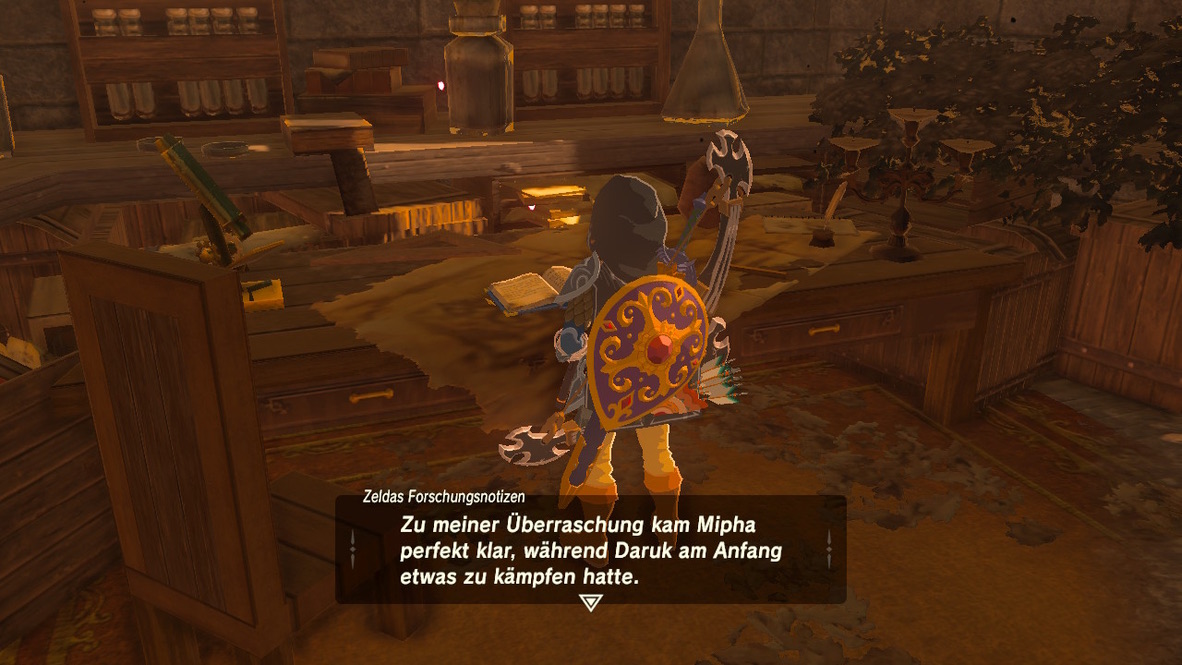 Zeldas Forschungsnotizen
Zu meiner Überraschung kam Mipha
perfekt klar, während Daruk am Anfang
etwas zu kämpfen hatte.